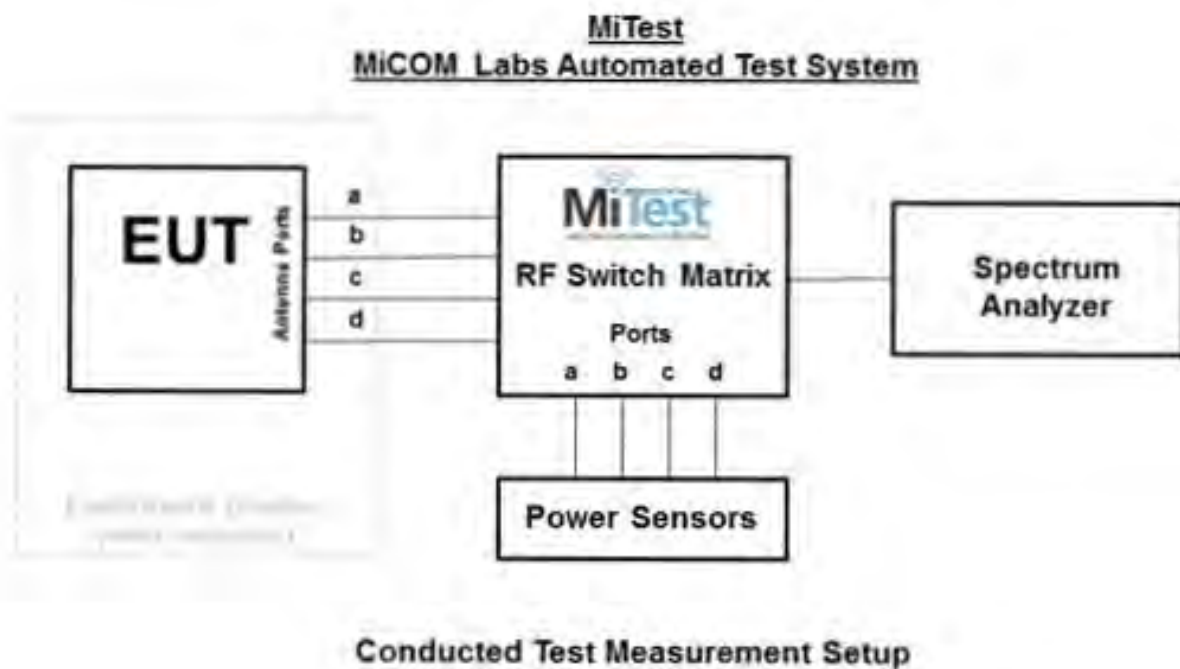 MiTest
MiCOM Labs Automated Test System
EUT
Antenna Ports
a
b
c
d
MiTest
RF Switch Matrix
Ports
a b c d
Spectrum
Analyzer
Power Sensors
Conducted Test Measurement Setup